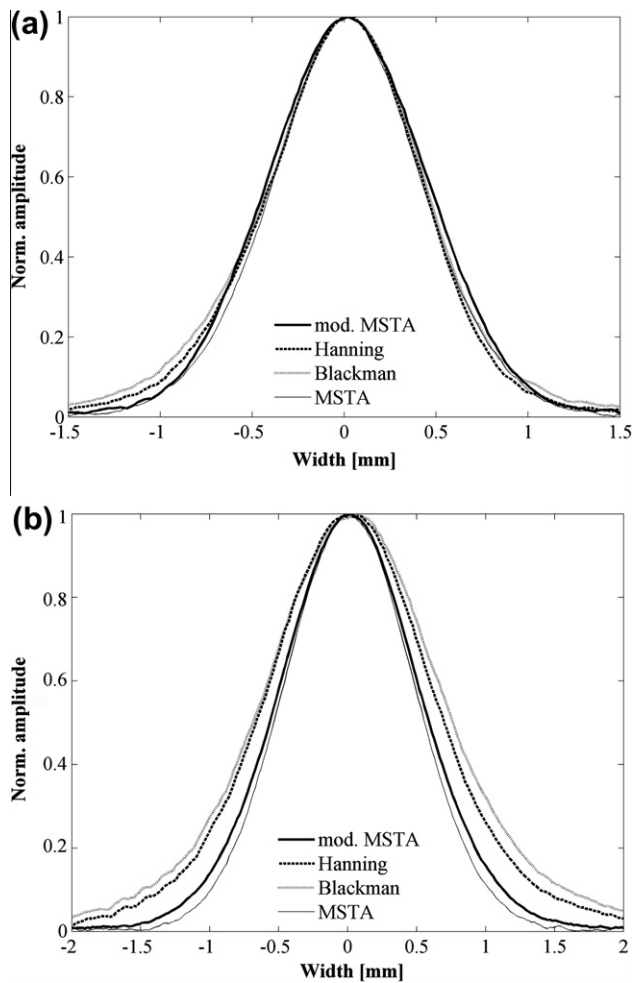 (a)
1
0.8
0.6
0.4
0.2
0
Norm. amplitude
mod. MSTA
Hanning
Blackman
MSTA
-1.5 -1 -0.5 0 0.5 1 1.5
Width [mm]
(b)
1
0.8
0.6
0.4
0.2
0
Norm. amplitude
mod. MSTA
Hanning
Blackman
MSTA
-2 -1.5 -1 -0.5 0 0.5 1 1.5 2
Width [mm]